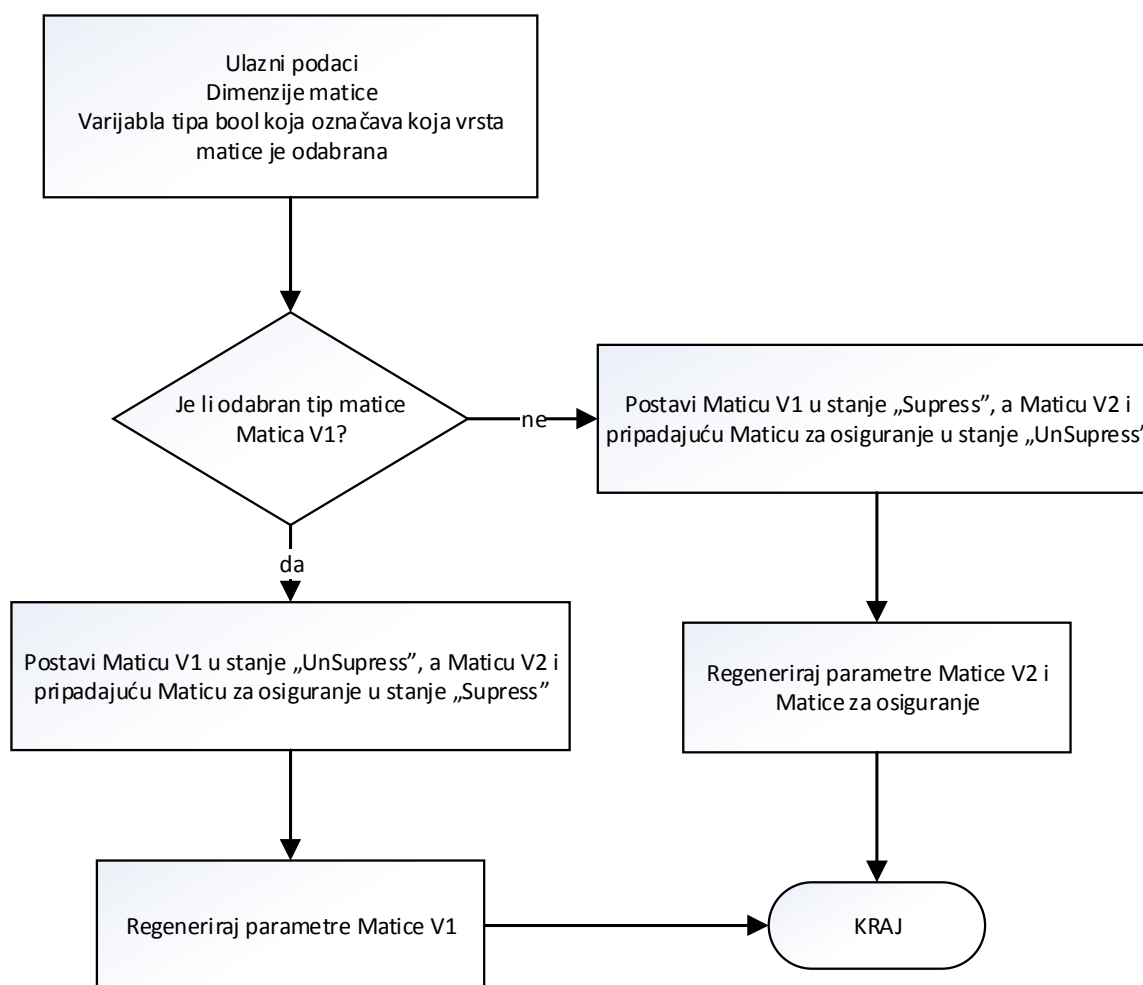 Ulazni podaci
Dimenzije matice
Varijabla tipa bool koja označava koja vrsta
matice je odabrana
Je li odabran tip matice
Matica V1?
ne
Postavi Maticu V1 u stanje „Supress”, a Maticu V2 i
pripadajuću Maticu za osiguranje u stanje „UnSupress”
da
Postavi Maticu V1 u stanje „UnSupress”, a Maticu V2 i
pripadajuću Maticu za osiguranje u stanje „Supress”
Regeneriraj parametre Matice V2 i
Matice za osiguranje
Regeneriraj parametre Matice V1
KRAJ